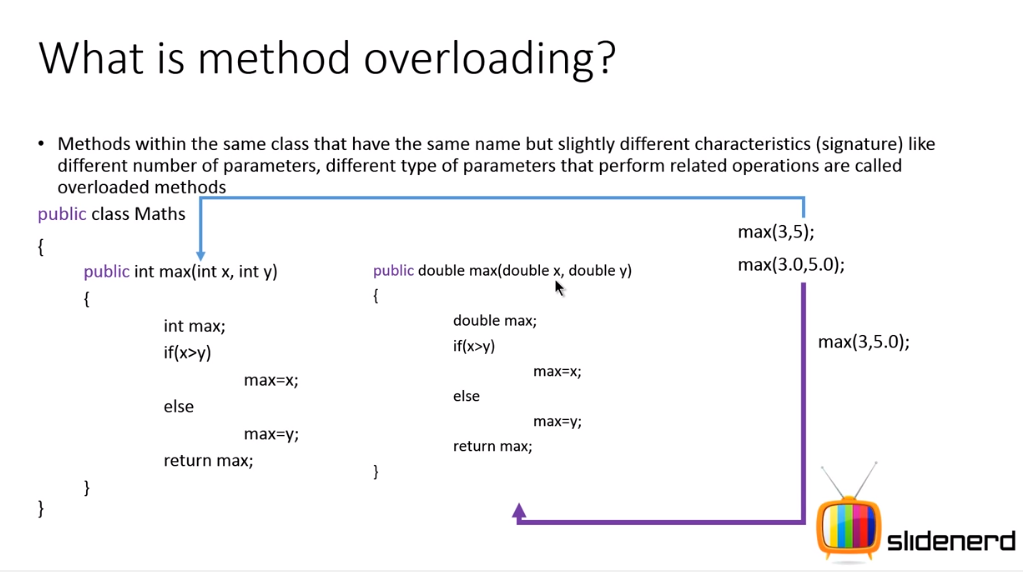 What is method overloading?
• Methods within the same class that have the same name but slightly different characteristics (signature) like
different number of parameters, different type of parameters that perform related operations are called
overloaded methods
public class Maths
{
public int max(int x, int y)
{
int max;
if(x>y)
max=x;
else
max=y;
return max;
}
}
public double max(double x, double y)
{
double max;
if(x>y)
max=x;
else
max=y;
return max;
}
max(3,5);
max(3.0,5.0);
max(3,5.0);
slidenerd